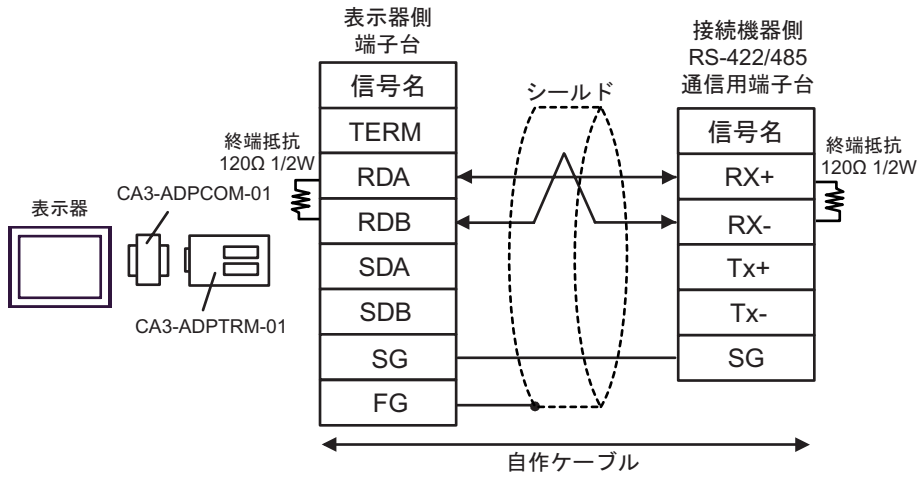 表示器側
端子台
信号名
TERM
RDA
RDB
SDA
SDB
SG
FG
終端抵抗
120Ω 1/2W
表示器
CA3-ADPCOM-01
CA3-ADPTRM-01
シールド
接続機器側
RS-422/485
通信用端子台
信号名
RX+
RX-
Tx+
Tx-
SG
終端抵抗
120Ω 1/2W
自作ケーブル